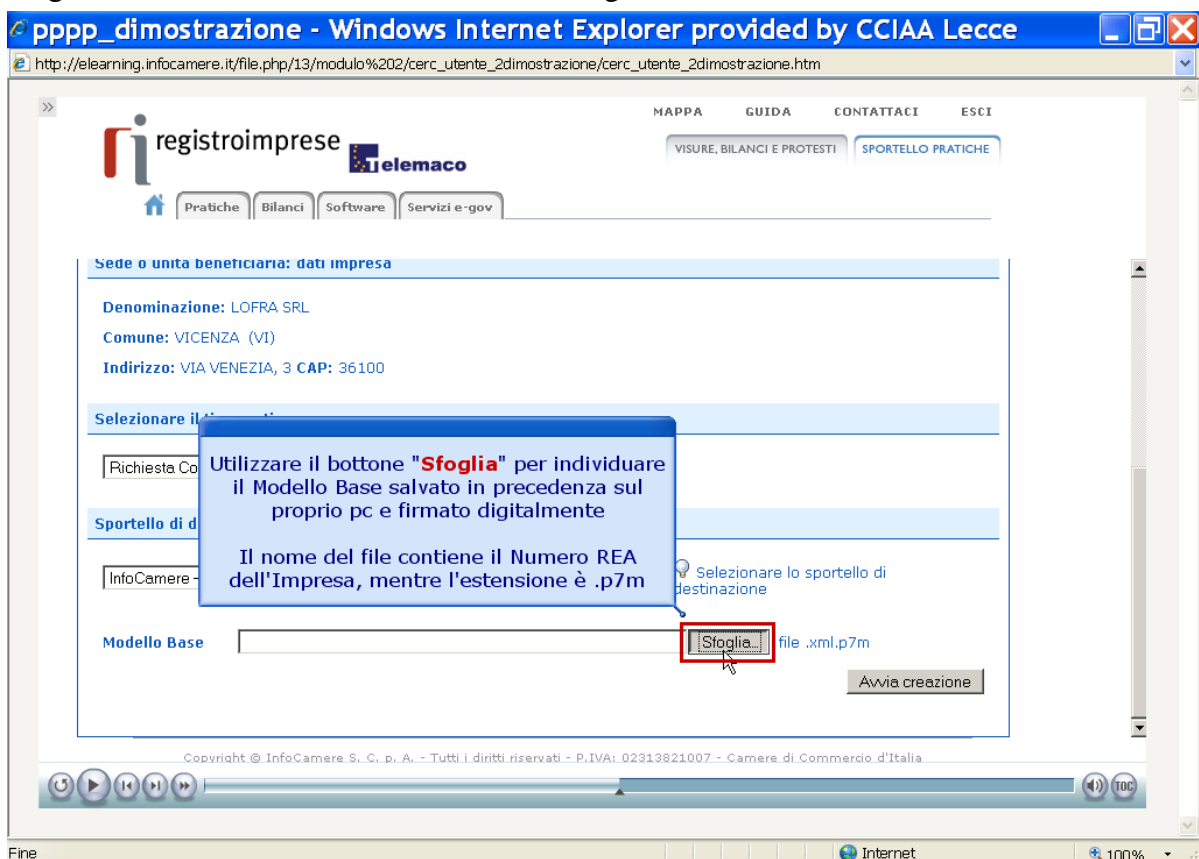 pppp_dimostrazione - Windows Internet Explorer provided by CCIAA Lecce
http://elearning.infocamere.it/file.php/13/modulo%202/cerc_utente_2dimostrazione/cerc_utente_2dimostrazione.htm
MAPPA GUIDA CONTATTACI ESCI
registroimprese
Telemaco
VISURE, BILANCI E PROTESTI SPORTELLO PRATICHE
Pratiche Bilanci Software Servizi e-gov
Sede o unità beneficiaria: dati impresa
Denominazione: LOFRA SRL
Comune: VICENZA (VI)
Indirizzo: VIA VENEZIA, 3 CAP: 36100
Selezionare il
Richiesta Co
Utilizzare il bottone "Sfoglia" per individuare
il Modello Base salvato in precedenza sul
proprio pc e firmato digitalmente
Il nome del file contiene il Numero REA
dell'Impresa, mentre l'estensione è .p7m
Sportello di d
InfoCamere -
Selezionare lo sportello di
destinazione
Modello Base Sfoglia... file .xml.p7m
Avvia creazione
Copyright © InfoCamere S. C. p. A. - Tutti i diritti riservati - P.IVA: 02313821007 - Camere di Commercio d'Italia
TOC
Fine Internet 100%